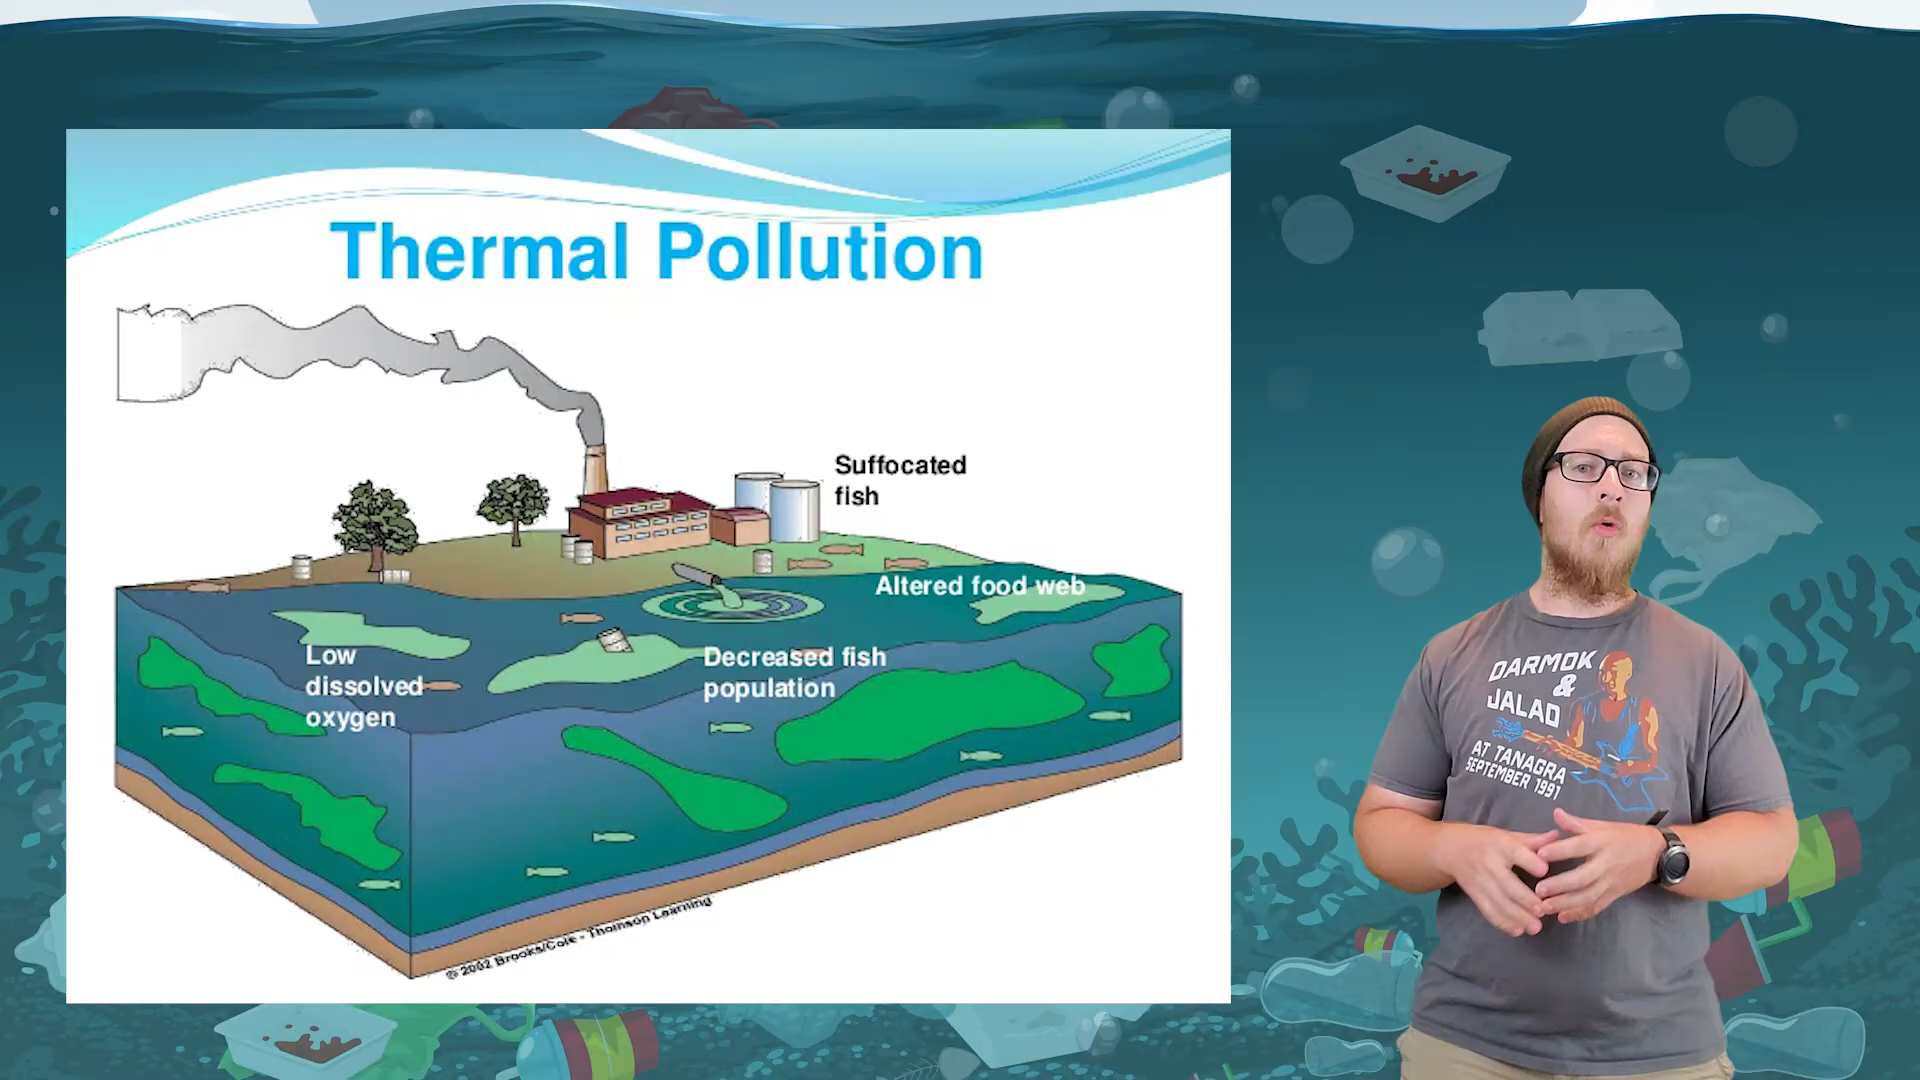 Thermal Pollution
Suffocated
fish
Altered food web
Low
dissolved
oxygen
Decreased fish
population
© 2002 Brooks/Cole - Thomson Learning
DARMOK
&
JALAD
AT TANAGRA
SEPTEMBER 1991